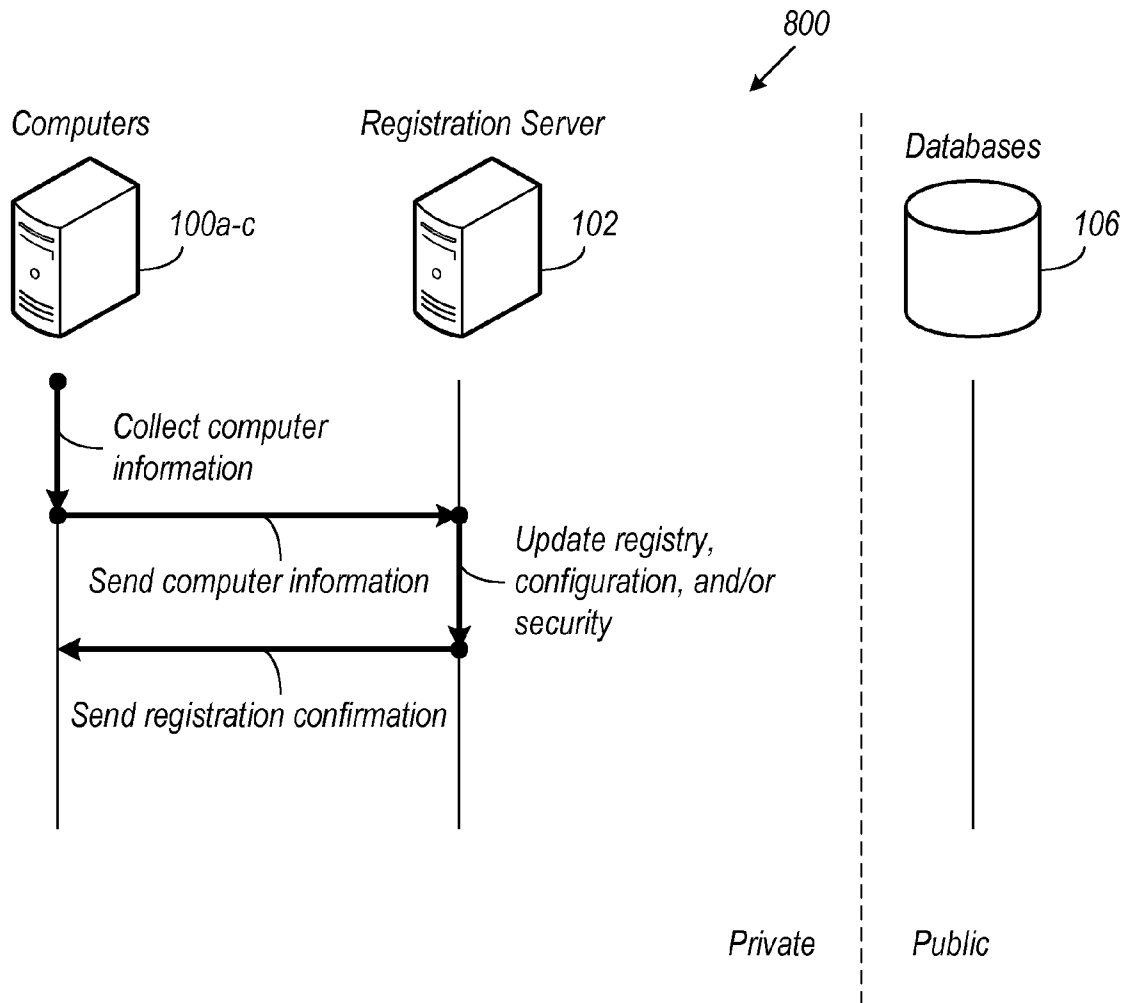 800
Computers
Registration Server
Databases
100a-c
102
106
Collect computer
information
Send computer information
Update registry,
configuration, and/or
security
Send registration confirmation
Private
Public